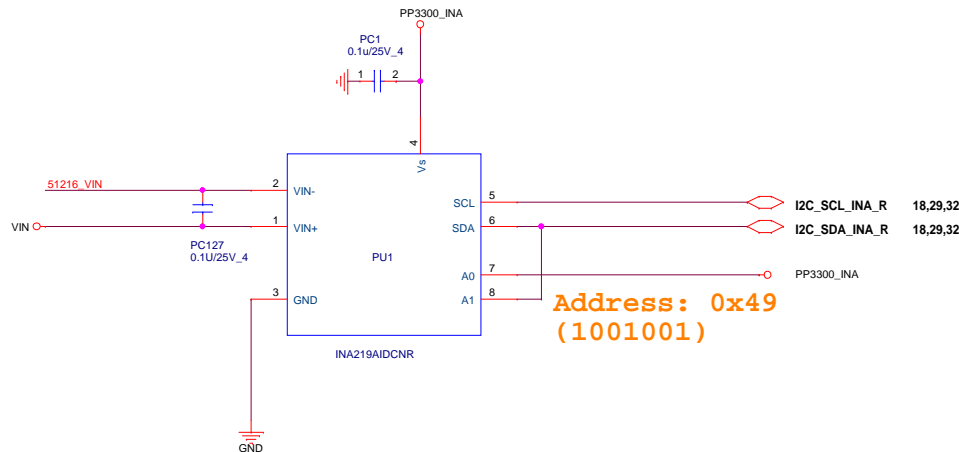 PP3300_INA
PC1
0.1u/25V_4
1 2
4
Vs
51216_VIN
2 VIN-
VIN
1 VIN+
PC127
0.1U/25V_4
3 GND
PU1
SCL 5
I2C_SCL_INA_R 18,29,32
SDA 6
I2C_SDA_INA_R 18,29,32
A0 7
PP3300_INA
A1 8
Address: 0x49
(1001001)
INA219AIDCNR
GND